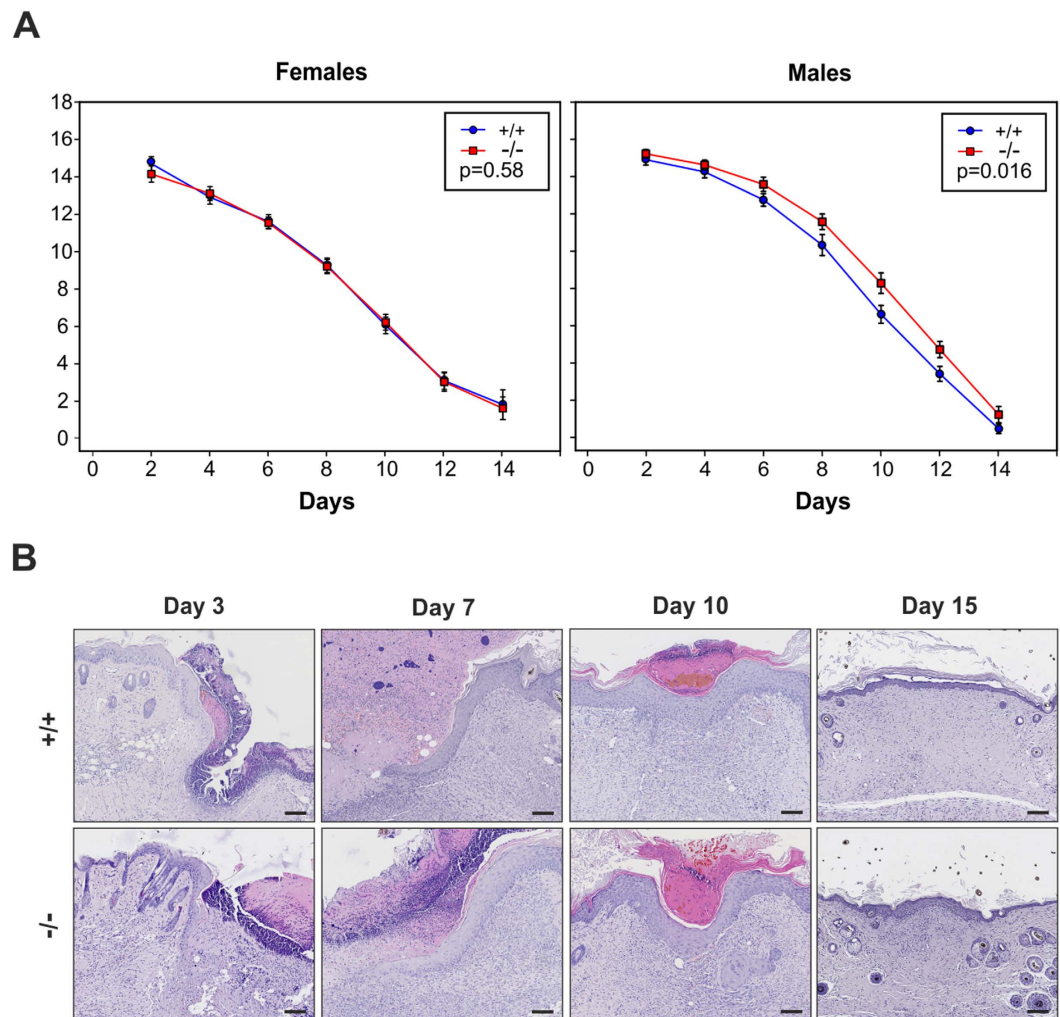 A
Females
Males
18
16
14
12
10
8
6
4
2
0
+/+
-/-
p=0.58
+/+
-/-
p=0.016
0 2 4 6 8 10 12 14
0 2 4 6 8 10 12 14
Days
Days
B
Day 3
Day 7
Day 10
Day 15
+/+
-/-